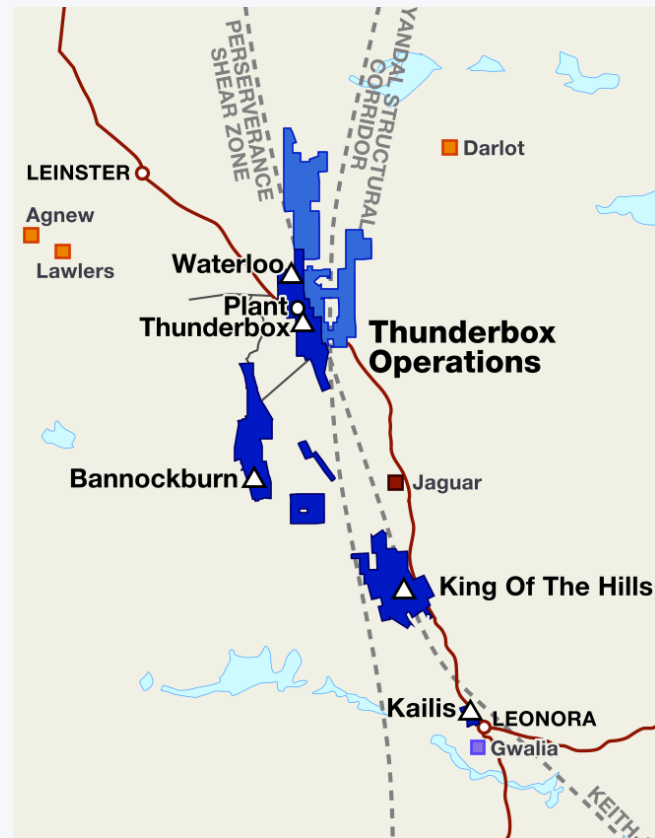 PERSERVERANCE
SHEAR ZONE
YANDAL STRUCTURAL
CORRIDOR
Darlot
LEINSTER
Agnew
Lawlers
Waterloo
Plant
Thunderbox
Thunderbox
Operations
Bannockburn
Jaguar
King Of The Hills
Kailis
LEONORA
Gwalia
KEITH-